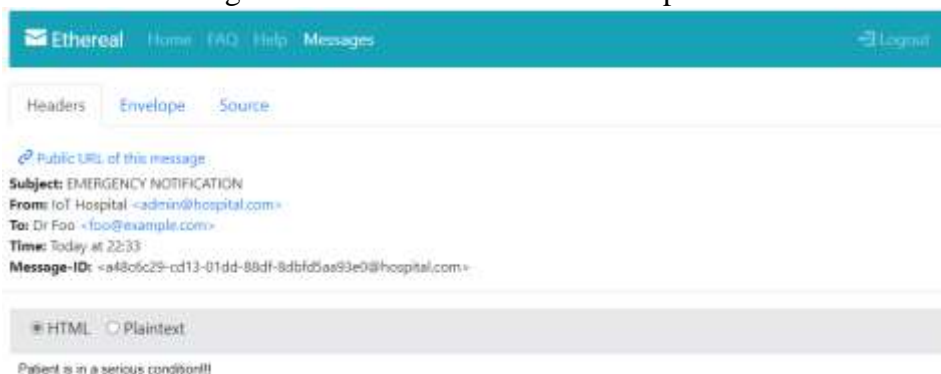 Ethereal Home FAQ Help Messages Logout
Headers Envelope Source
Public URL of this message
Subject: EMERGENCY NOTIFICATION
From: IoT Hospital <admin@hospital.com>
To: Dr Foo <foo@example.com>
Time: Today at 22:33
Message-ID: <a48c6c29-cd13-01dd-88df-8dbfd5aa93e0@hospital.com>
HTML Plaintext
Patient is in a serious condition!!!